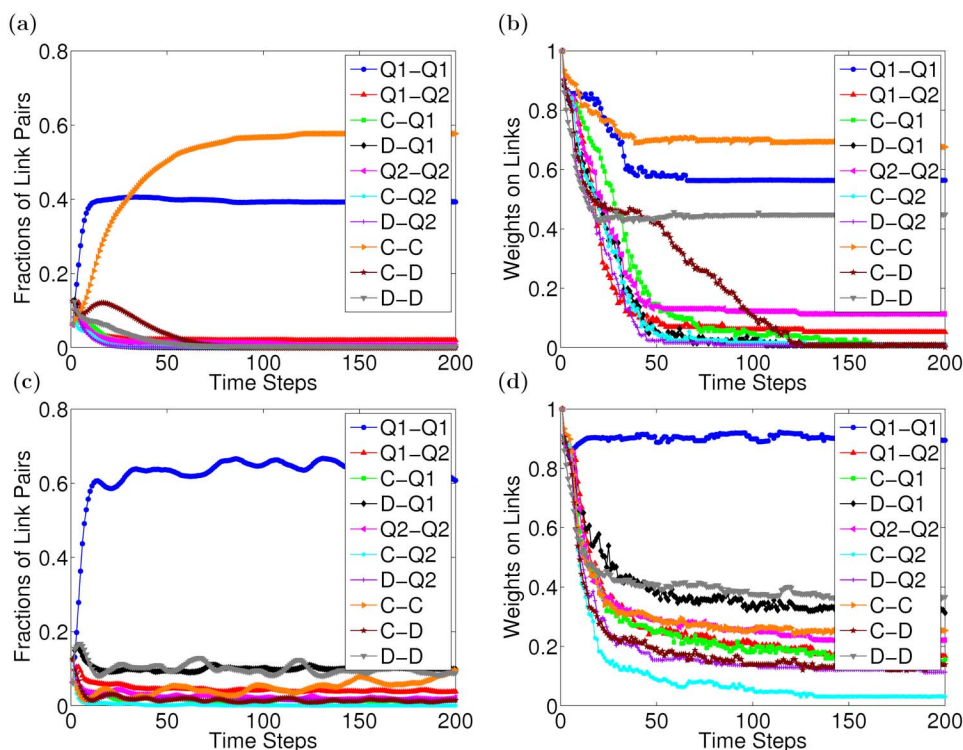 (a)
Fractions of Link Pairs
0.8
0.6
0.4
0.2
0
0
50
100
150
200
Time Steps
Q1−Q1
Q1−Q2
C−Q1
D−Q1
Q2−Q2
C−Q2
D−Q2
C−C
C−D
D−D
(b)
Weights on Links
1
0.8
0.6
0.4
0.2
0
0
50
100
150
200
Time Steps
Q1−Q1
Q1−Q2
C−Q1
D−Q1
Q2−Q2
C−Q2
D−Q2
C−C
C−D
D−D
(c)
Fractions of Link Pairs
0.8
0.6
0.4
0.2
0
0
50
100
150
200
Time Steps
Q1−Q1
Q1−Q2
C−Q1
D−Q1
Q2−Q2
C−Q2
D−Q2
C−C
C−D
D−D
(d)
Weights on Links
1
0.8
0.6
0.4
0.2
0
0
50
100
150
200
Time Steps
Q1−Q1
Q1−Q2
C−Q1
D−Q1
Q2−Q2
C−Q2
D−Q2
C−C
C−D
D−D